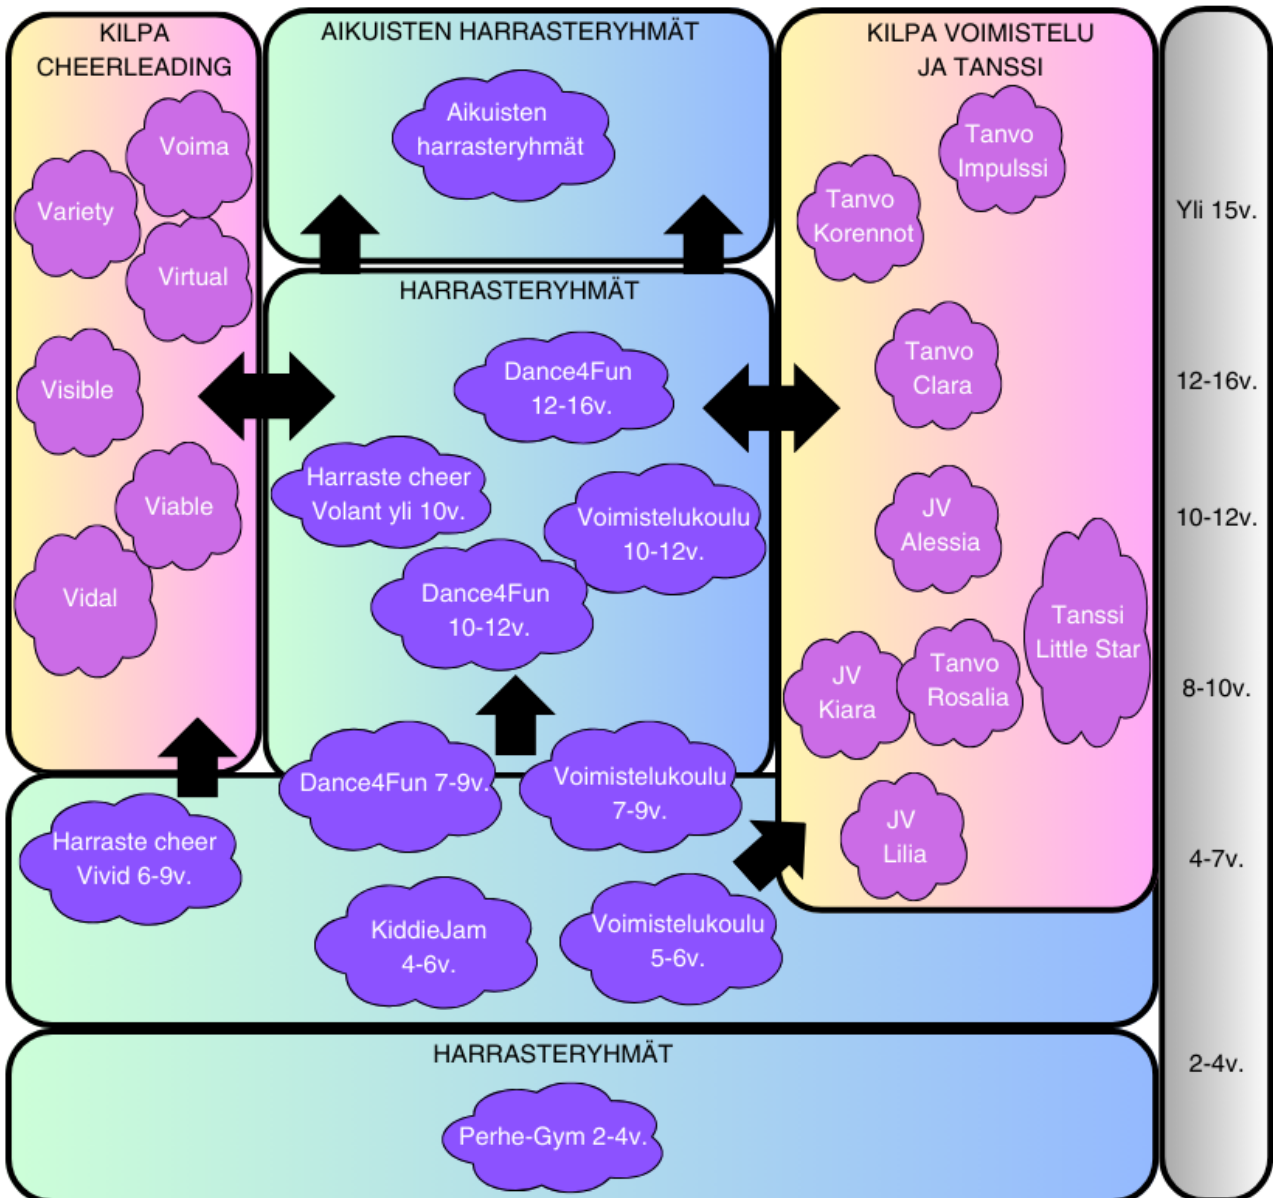 KILPA
CHEERLEADING
Voima
Variety
Virtual
Visible
Viable
Vidal
AIKUISTEN HARRASTERYHMÄT
Aikuisten
harrasteryhmät
HARRASTERYHMÄT
Dance4Fun
12-16v.
Harraste cheer
Volant yli 10v.
Voimistelukoulu
10-12v.
Dance4Fun
10-12v.
KILPA VOIMISTELU
JA TANSSI
Tanvo
Impulssi
Tanvo
Korennot
Tanvo
Clara
JV
Alessia
Tanssi
Little Star
JV
Kiara
Tanvo
Rosalia
JV
Lilia
Dance4Fun 7-9v.
Voimistelukoulu
7-9v.
Harraste cheer
Vivid 6-9v.
KiddieJam
4-6v.
Voimistelukoulu
5-6v.
HARRASTERYHMÄT
Perhe-Gym 2-4v.
Yli 15v.
12-16v.
10-12v.
8-10v.
4-7v.
2-4v.